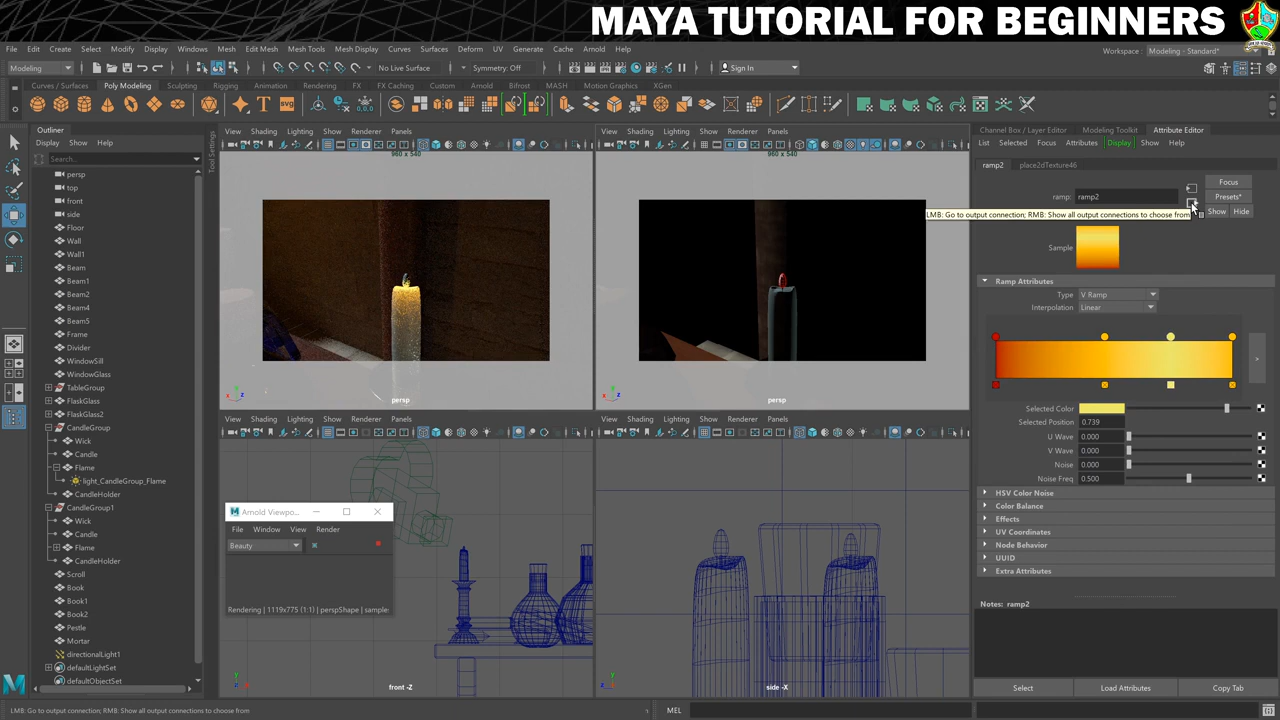 MAYA TUTORIAL FOR BEGINNERS
File Edit Create Select Modify Display Windows Mesh Edit Mesh Mesh Tools Mesh Display Curves Surfaces Deform UV Generate Cache Arnold Help
Workspace : Modeling - Standard*
Modeling No Live Surface Symmetry: Off Sign In
Curves / Surfaces Poly Modeling Sculpting Rigging Animation Rendering FX FX Caching Custom Arnold Bifrost MASH Motion Graphics XGen
Outliner
Display Show Help
Search...
persp
top
front
side
Floor
Wall
Wall1
Beam
Beam1
Beam2
Beam4
Beam5
Frame
Divider
WindowSill
WindowGlass
TableGroup
FlaskGlass
FlaskGlass2
CandleGroup
Wick
Candle
Flame
light_CandleGroup_Flame
CandleHolder
CandleGroup1
Wick
Candle
Flame
CandleHolder
Scroll
Book
Book1
Book2
Pestle
Mortar
directionalLight1
defaultLightSet
defaultObjectSet
Tool Settings
View Shading Lighting Show Renderer Panels
960 x 540
persp
View Shading Lighting Show Renderer Panels
960 x 540
persp
View Shading Lighting Show Renderer Panels
front -Z
View Shading Lighting Show Renderer Panels
side -X
Arnold Viewpo...
File Window View Render
Beauty
Rendering | 1119x775 (1:1) | perspShape | sample
Channel Box / Layer Editor Modeling Toolkit Attribute Editor
List Selected Focus Attributes Display Show Help
ramp2 place2dTexture46
Focus
ramp: ramp2 Presets*
Show Hide
LMB: Go to output connection; RMB: Show all output connections to choose from
Sample
Ramp Attributes
Type V Ramp
Interpolation Linear
>
Selected Color
Selected Position 0.739
U Wave 0.000
V Wave 0.000
Noise 0.000
Noise Freq 0.500
HSV Color Noise
Color Balance
Effects
UV Coordinates
Node Behavior
UUID
Extra Attributes
Notes: ramp2
Select Load Attributes Copy Tab
LMB: Go to output connection; RMB: Show all output connections to choose from MEL